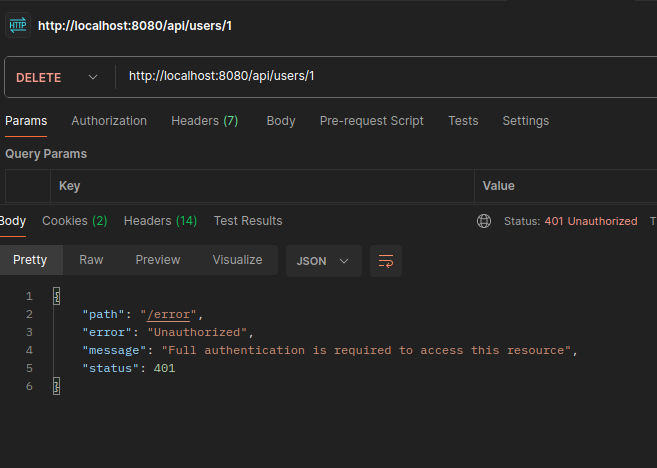 HTTP http://localhost:8080/api/users/1
DELETE http://localhost:8080/api/users/1
Params Authorization Headers (7) Body Pre-request Script Tests Settings
Query Params
Key Value
Body Cookies (2) Headers (14) Test Results Status: 401 Unauthorized T
Pretty Raw Preview Visualize JSON
1 {
2 "path": "/error",
3 "error": "Unauthorized",
4 "message": "Full authentication is required to access this resource",
5 "status": 401
6 }